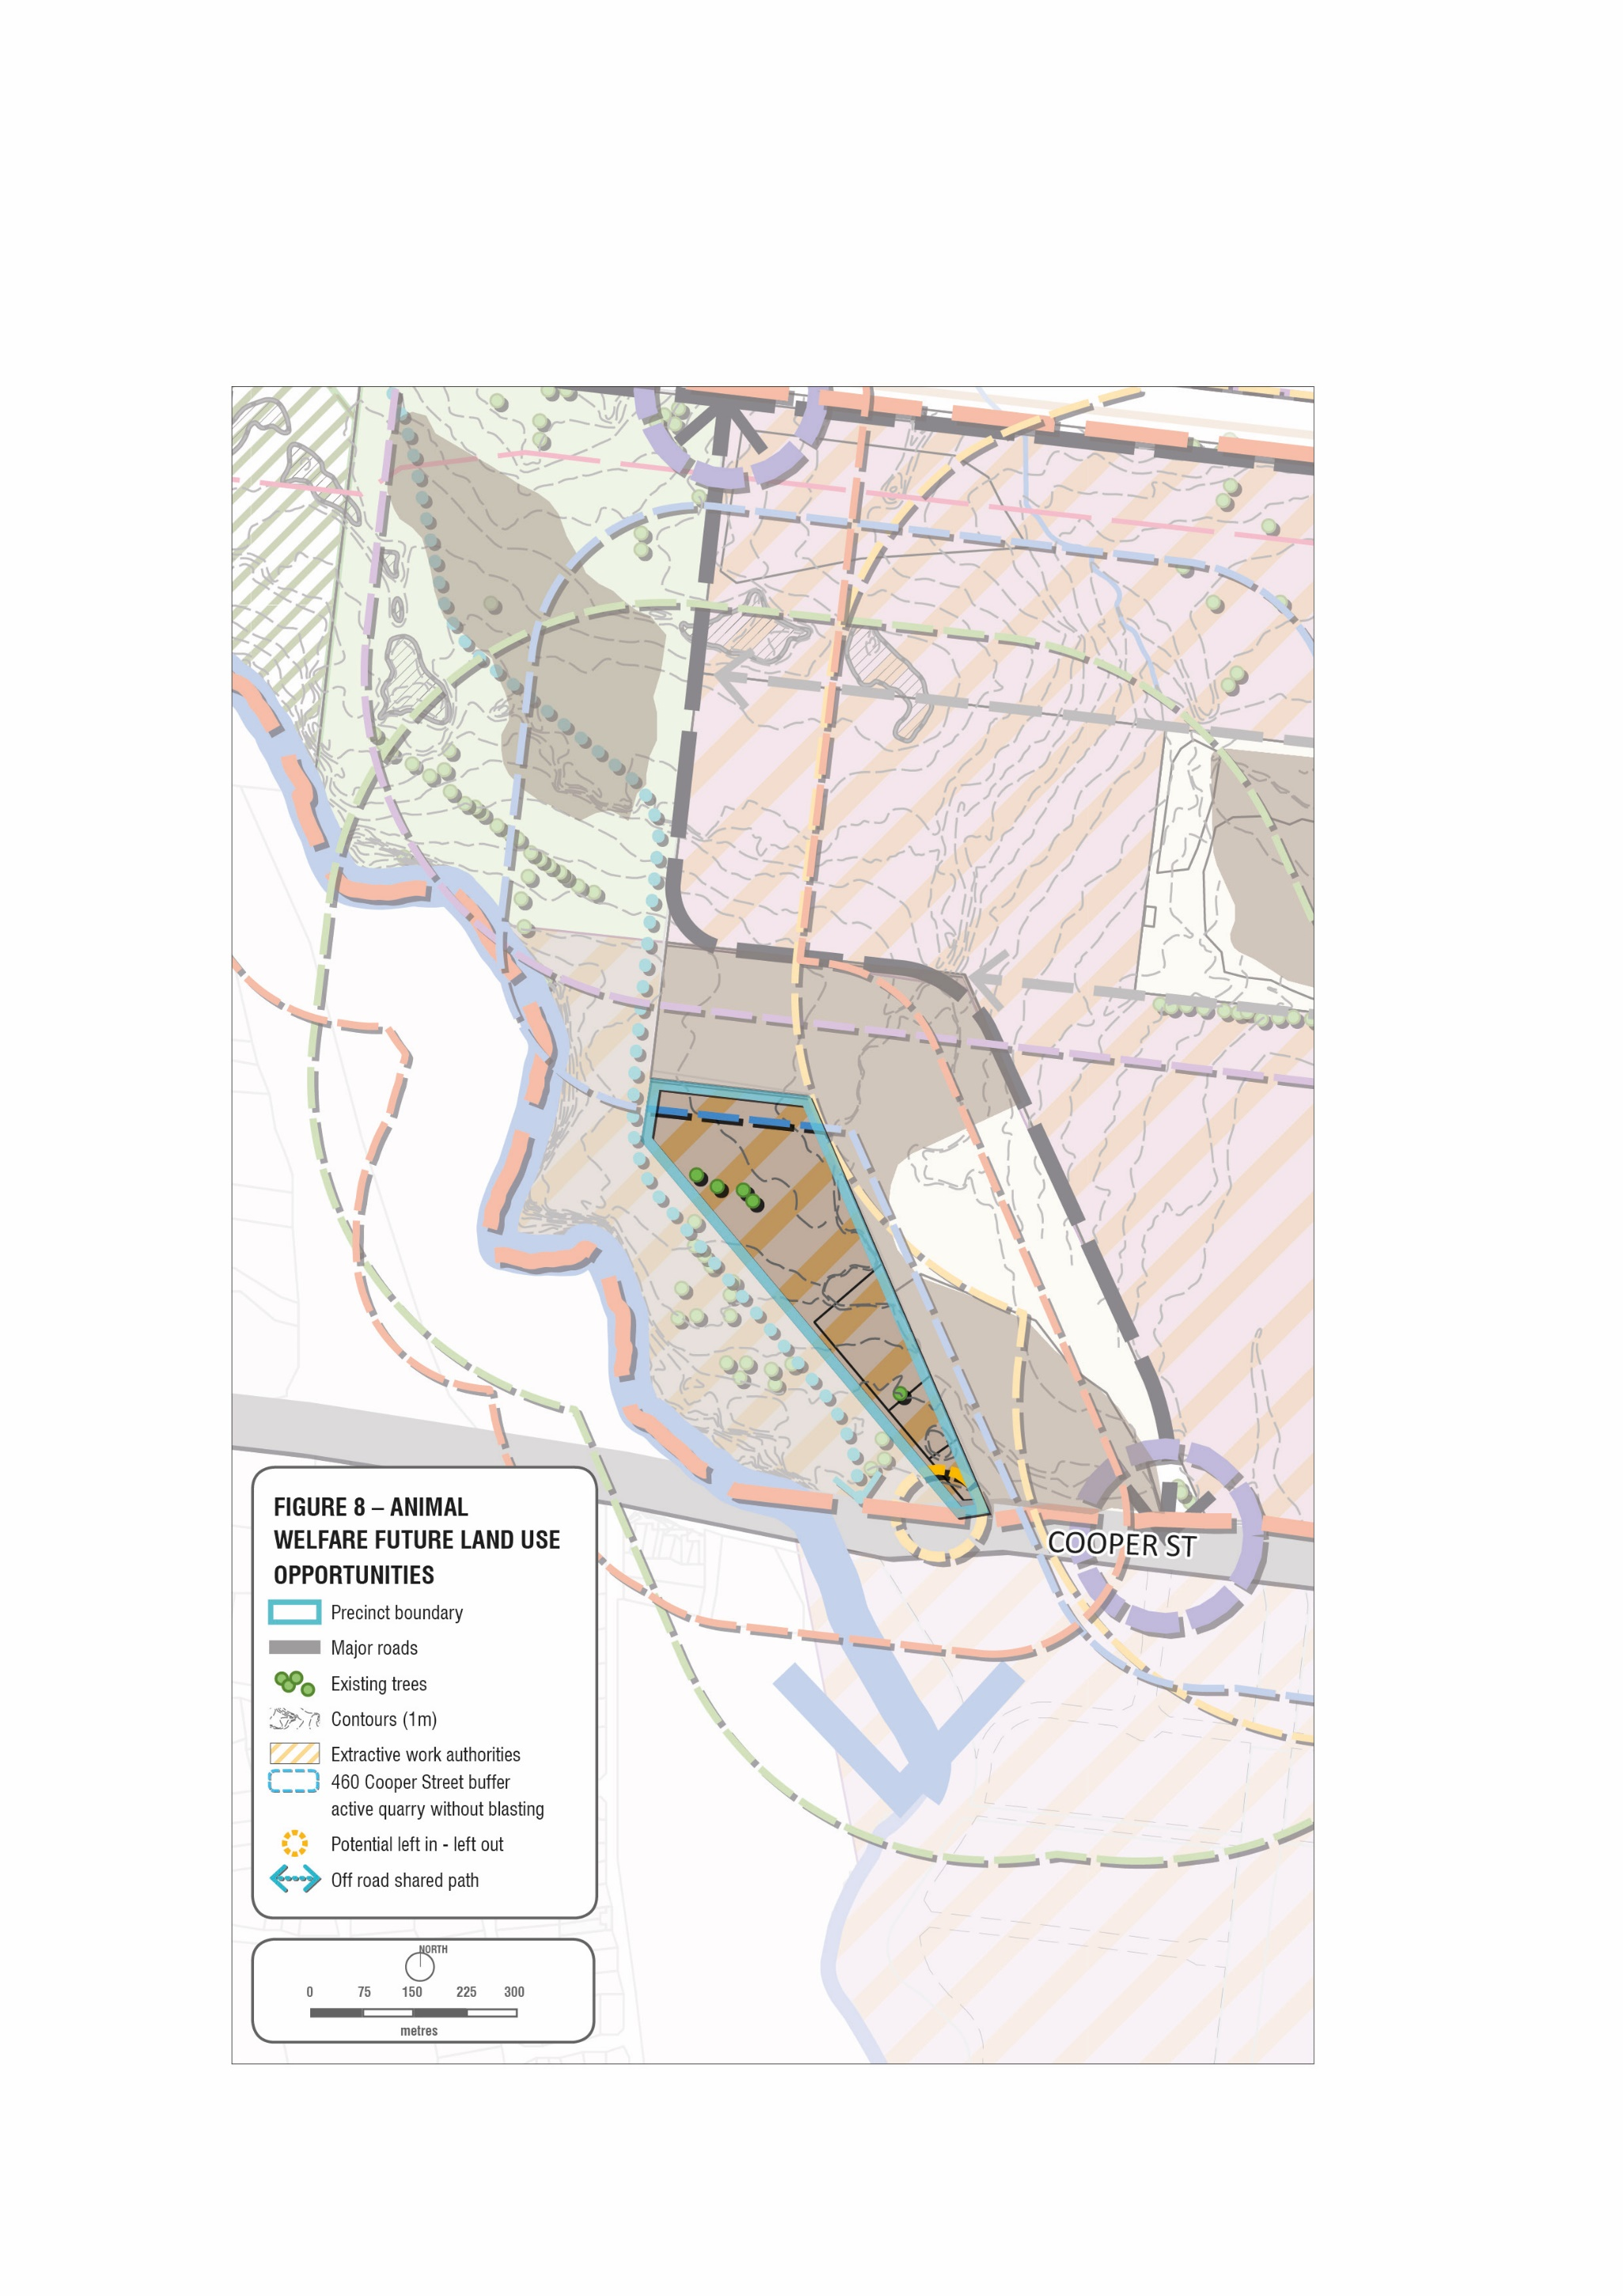 COOPER ST
FIGURE 8 – ANIMAL
WELFARE FUTURE LAND USE
OPPORTUNITIES
Precinct boundary
Major roads
Existing trees
Contours (1m)
Extractive work authorities
460 Cooper Street buffer
active quarry without blasting
Potential left in - left out
Off road shared path
NORTH
0 75 150 225 300
metres